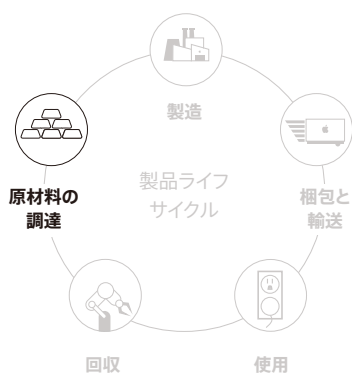 製造
原材料の
調達
製品ライフ
サイクル
梱包と
輸送
回収
使用